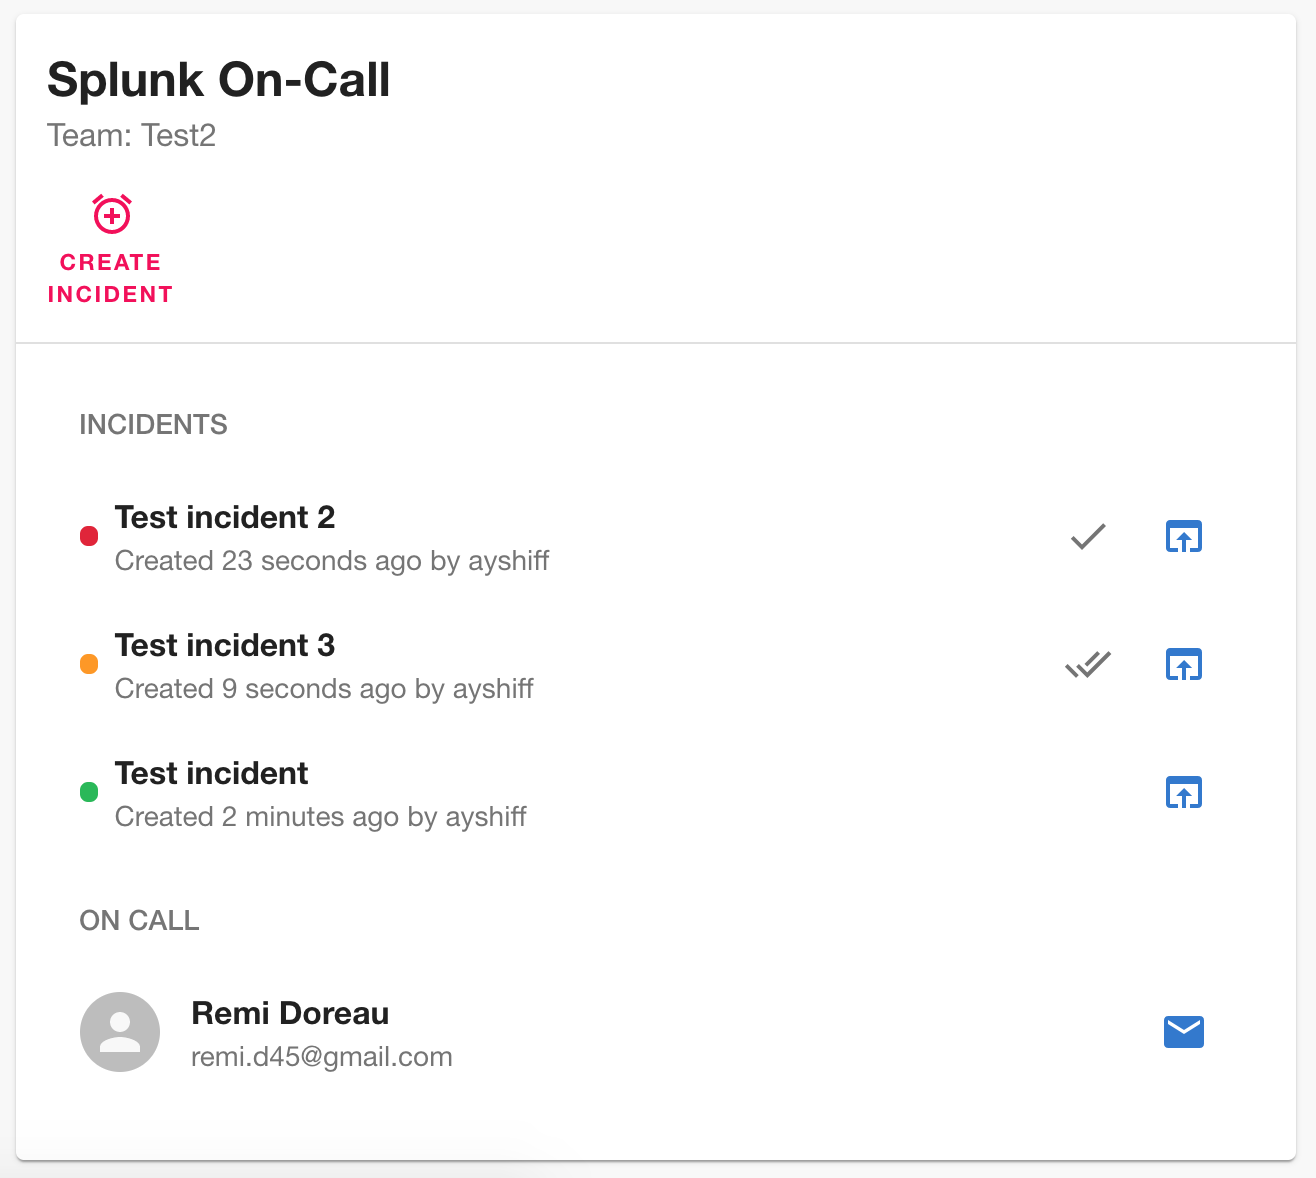 Splunk On-Call
Team: Test2
CREATE
INCIDENT
INCIDENTS
Test incident 2
Created 23 seconds ago by ayshiff
Test incident 3
Created 9 seconds ago by ayshiff
Test incident
Created 2 minutes ago by ayshiff
ON CALL
Remi Doreau
remi.d45@gmail.com